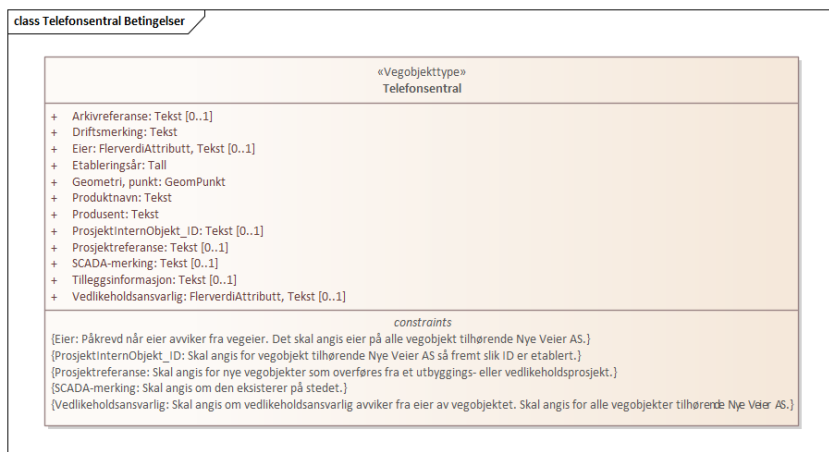 class Telefonsentral Betingelser
«Vegobjekttype»
Telefonsentral
+ Arkivreferanse: Tekst [0..1]
+ Driftsmerking: Tekst
+ Eier: FlerverdiAttributt, Tekst [0..1]
+ Etableringsår: Tall
+ Geometri, punkt: GeomPunkt
+ Produktnavn: Tekst
+ Produsent: Tekst
+ ProsjektInternObjekt_ID: Tekst [0..1]
+ Prosjektreferanse: Tekst [0..1]
+ SCADA-merking: Tekst [0..1]
+ Tilleggsinformasjon: Tekst [0..1]
+ Vedlikeholdsansvarlig: FlerverdiAttributt, Tekst [0..1]
constraints
{Eier: Påkrevd når eier avviker fra vegeier. Det skal angis eier på alle vegobjekt tilhørende Nye Veier AS.}
{ProsjektInternObjekt_ID: Skal angis for vegobjekt tilhørende Nye Veier AS så fremt slik ID er etablert.}
{Prosjektreferanse: Skal angis for nye vegobjekter som overføres fra et utbyggings- eller vedlikeholdsprosjekt.}
{SCADA-merking: Skal angis om den eksisterer på stedet.}
{Vedlikeholdsansvarlig: Skal angis om vedlikeholdsansvarlig avviker fra eier av vegobjektet. Skal angis for alle vegobjekter tilhørende Nye Veier AS.}